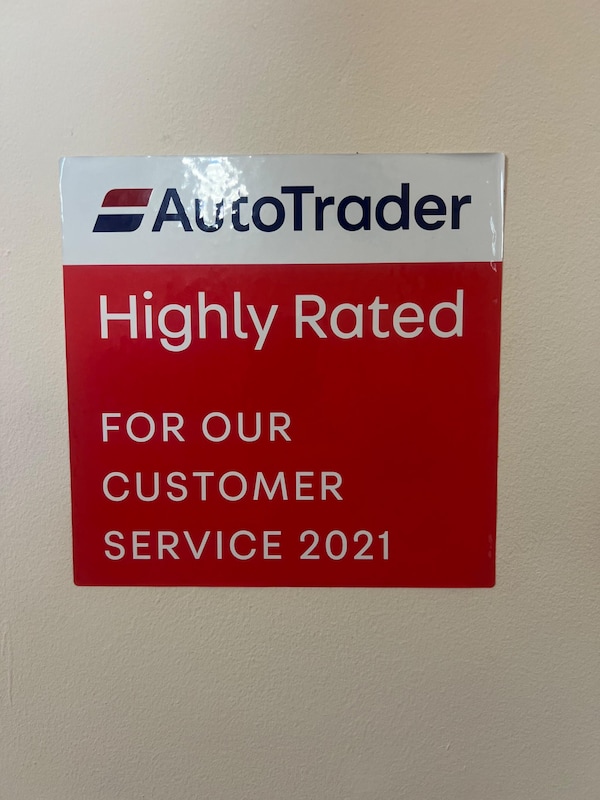 AutoTrader
Highly Rated
FOR OUR
CUSTOMER
SERVICE 2021